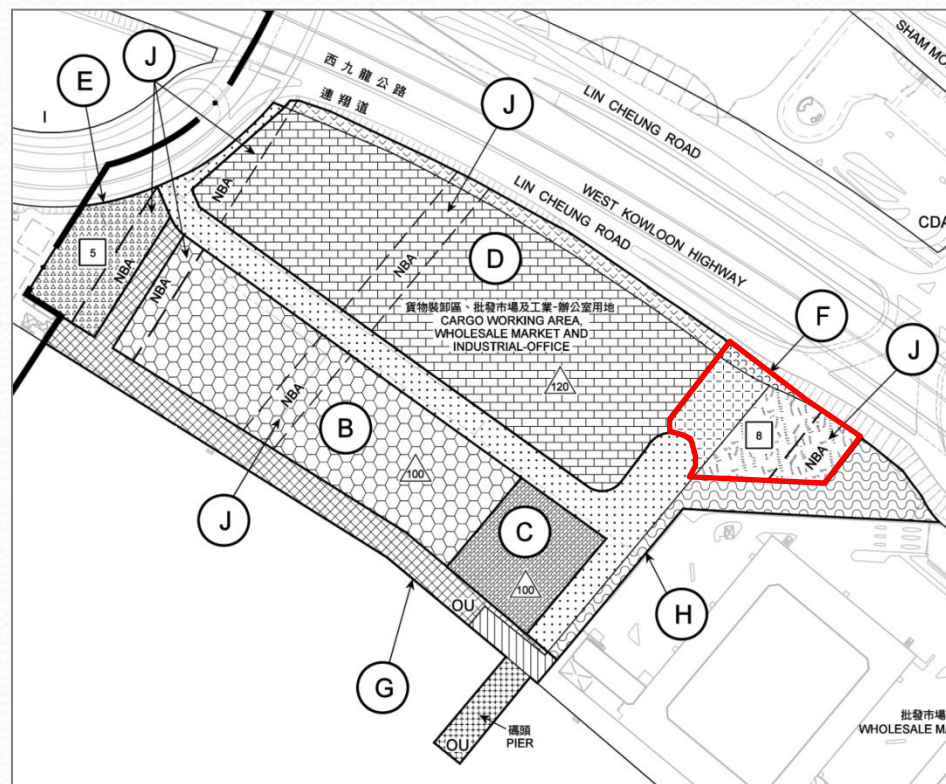 SHAM MO
E
J
I
西九龍公路
連翔道
J
LIN CHEUNG ROAD
LIN CHEUNG ROAD
WEST KOWLOON HIGHWAY
CDA
NBA
5
NBA
NBA
NBA
D
貨物裝卸區、批發市場及工業-辦公室用地
CARGO WORKING AREA,
WHOLESALE MARKET AND
INDUSTRIAL-OFFICE
120
F
J
NBA
B
100
8
NBA
J
C
100
OU
H
G
碼頭
PIER
OU
批發市場
WHOLESALE MA